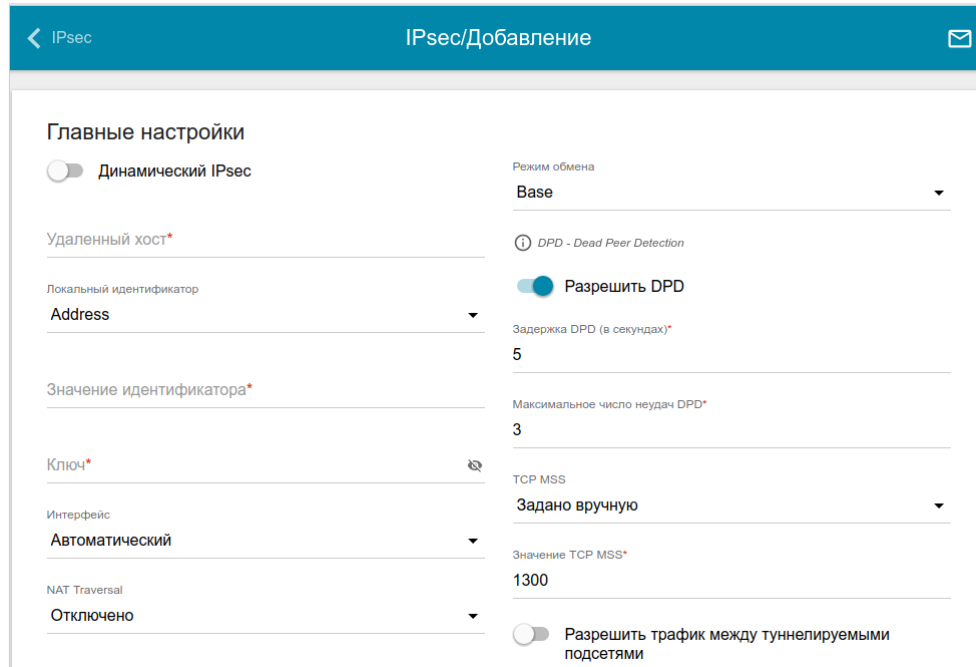 IPsec
IPsec/Добавление
Главные настройки
Динамический IPsec
Удаленный хост*
Локальный идентификатор
Address
Значение идентификатора*
Ключ*
Интерфейс
Автоматический
NAT Traversal
Отключено
Режим обмена
Base
DPD - Dead Peer Detection
Разрешить DPD
Задержка DPD (в секундах)*
5
Максимальное число неудач DPD*
3
TCP MSS
Задано вручную
Значение TCP MSS*
1300
Разрешить трафик между туннелируемыми
подсетями